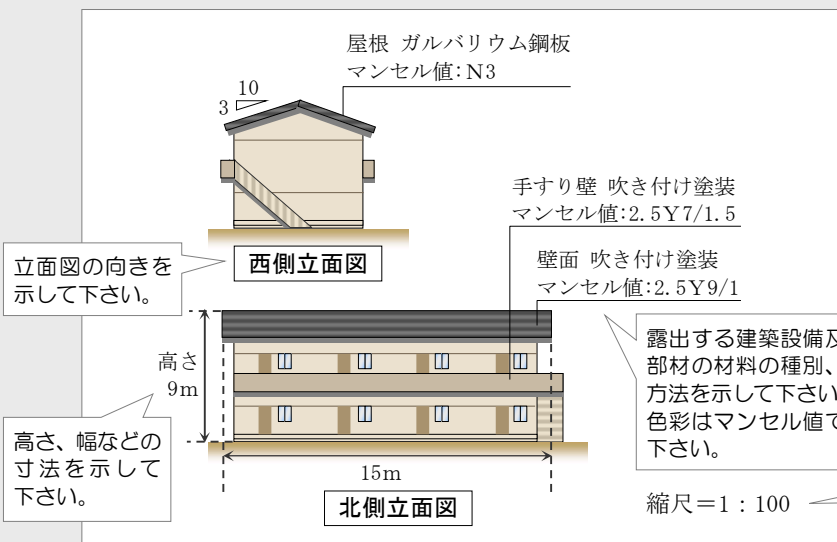 屋根 ガルバリウム鋼板
マンセル値:N3
10
3
手すり壁 吹き付け塗装
マンセル値:2.5Y7/1.5
壁面 吹き付け塗装
マンセル値:2.5Y9/1
立面図の向きを
示して下さい。
西側立面図
高さ
9m
露出する建築設備及
部材の材料の種別、
方法を示して下さい
色彩はマンセル値で
下さい。
高さ、幅などの
寸法を示して
下さい。
15m
北側立面図
縮尺=1:100